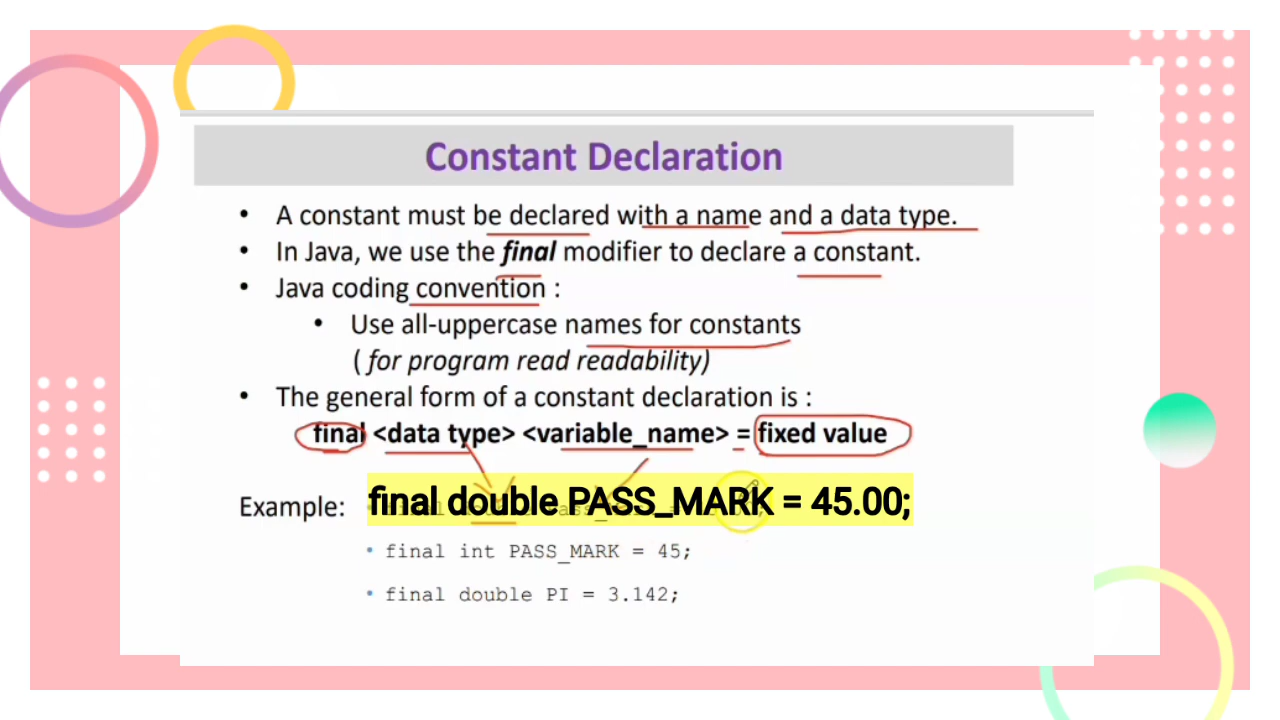 Constant Declaration
• A constant must be declared with a name and a data type.
• In Java, we use the final modifier to declare a constant.
• Java coding convention :
• Use all-uppercase names for constants
( for program read readability)
• The general form of a constant declaration is :
final <data type> <variable_name> = fixed value
Example: final double PASS_MARK = 45.00;
• final int PASS_MARK = 45;
• final double PI = 3.142;